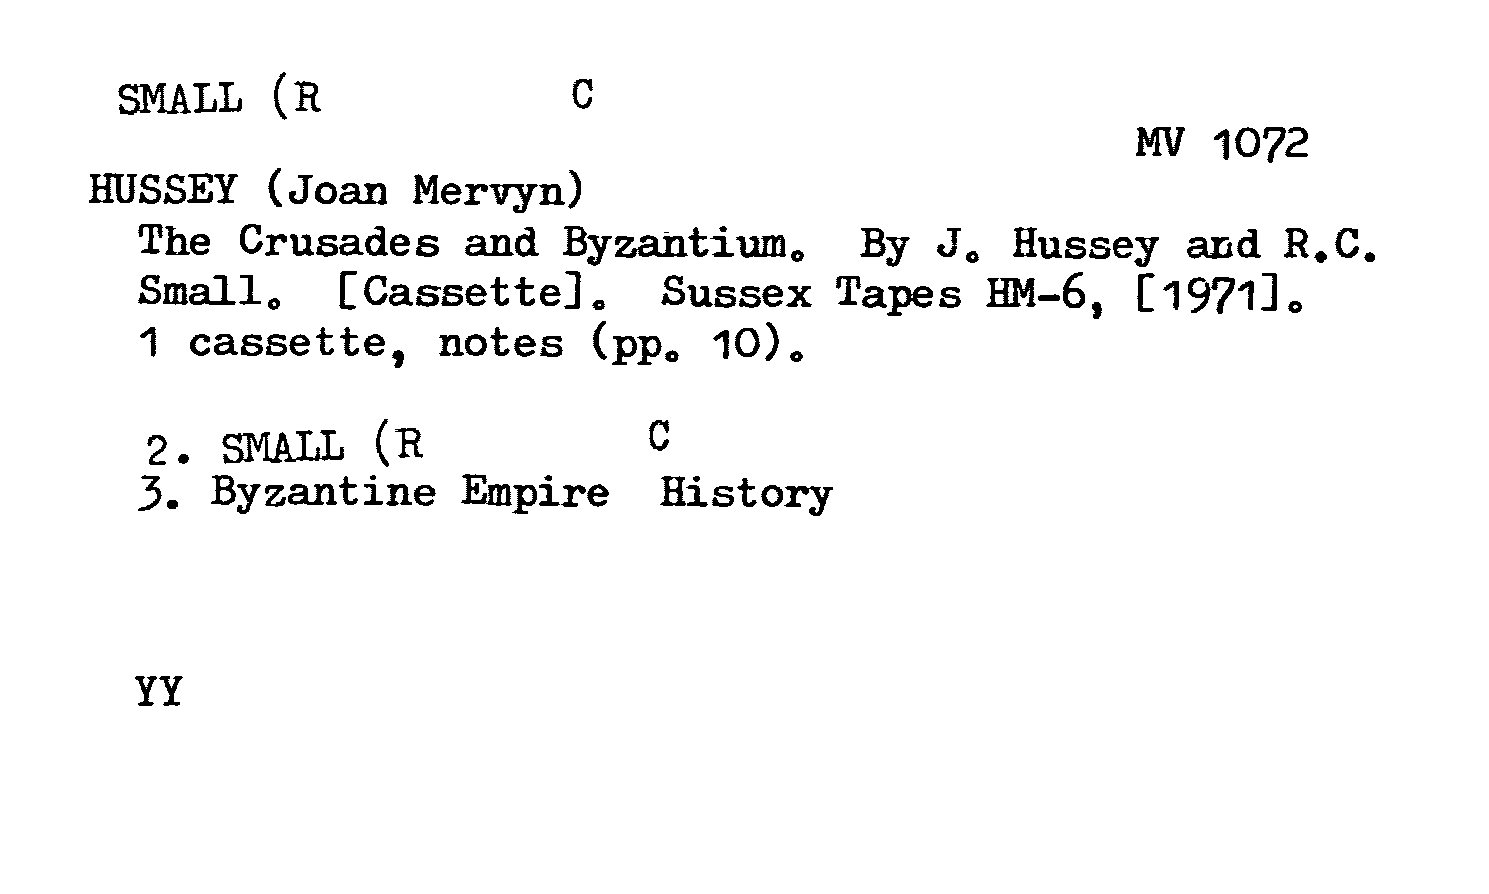 SMALL (R C
MV 1072
HUSSEY (Joan Mervyn)
The Crusades and Byzantium. By J. Hussey and R.C.
Small. [Cassette]. Sussex Tapes HM-6, [1971].
1 cassette, notes (pp. 10).
2. SMALL (R C
3. Byzantine Empire History
YY